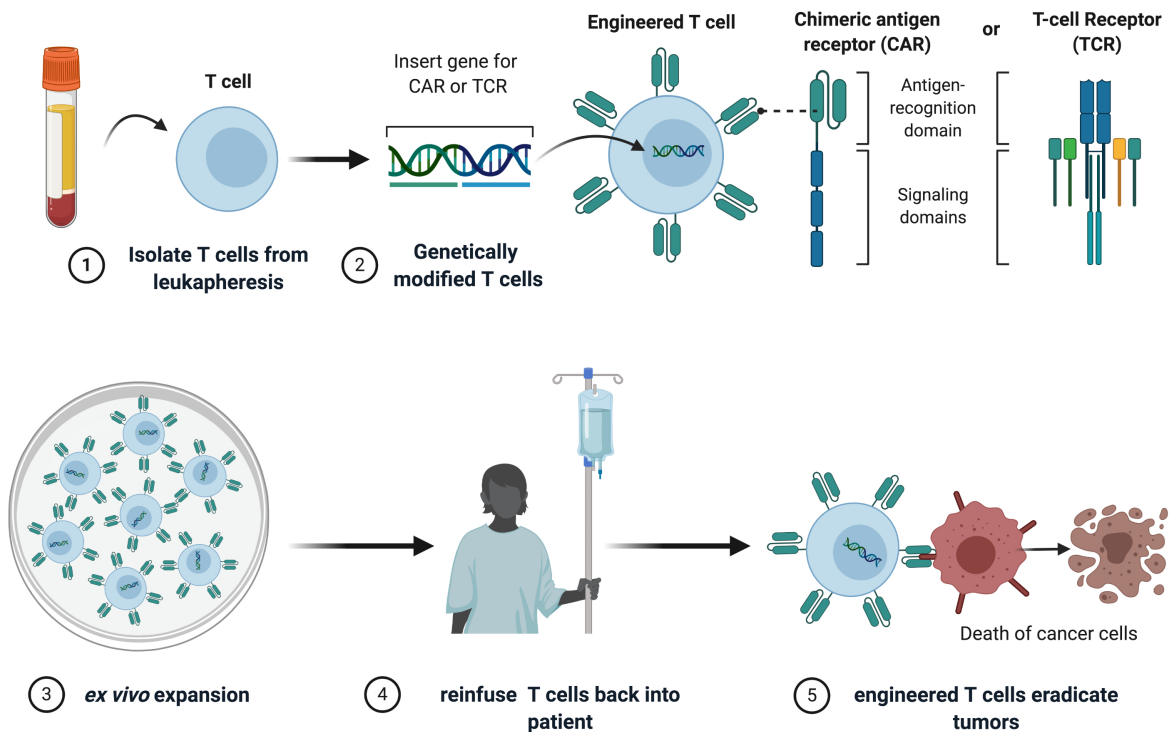 Engineered T cell
Chimeric antigen
receptor (CAR)
or
T-cell Receptor
(TCR)
T cell
Insert gene for
CAR or TCR
Antigen-
recognition
domain
Signaling
domains
1
Isolate T cells from
leukapheresis
2
Genetically
modified T cells
Death of cancer cells
3
ex vivo expansion
4
reinfuse T cells back into
patient
5
engineered T cells eradicate
tumors